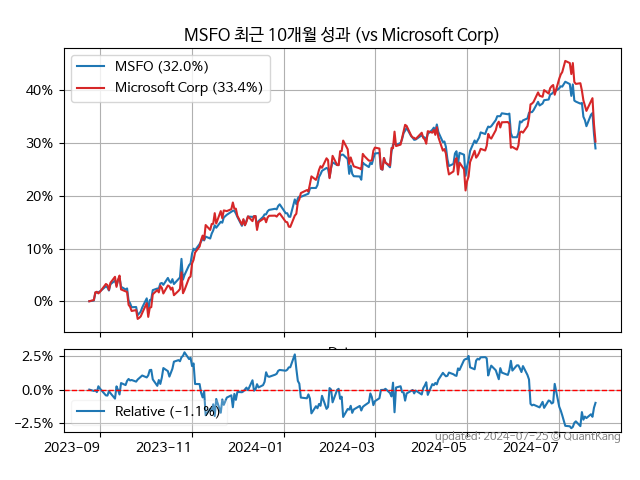 MSFO 최근 10개월 성과 (vs Microsoft Corp)
MSFO (32.0%)
Microsoft Corp (33.4%)
40%
30%
20%
10%
0%
2.5%
0.0%
−2.5%
Relative (−1.1%)
2023−09
2023−11
2024−01
2024−03
2024−05
2024−07
updated: 2024−07−25 © QuantKang